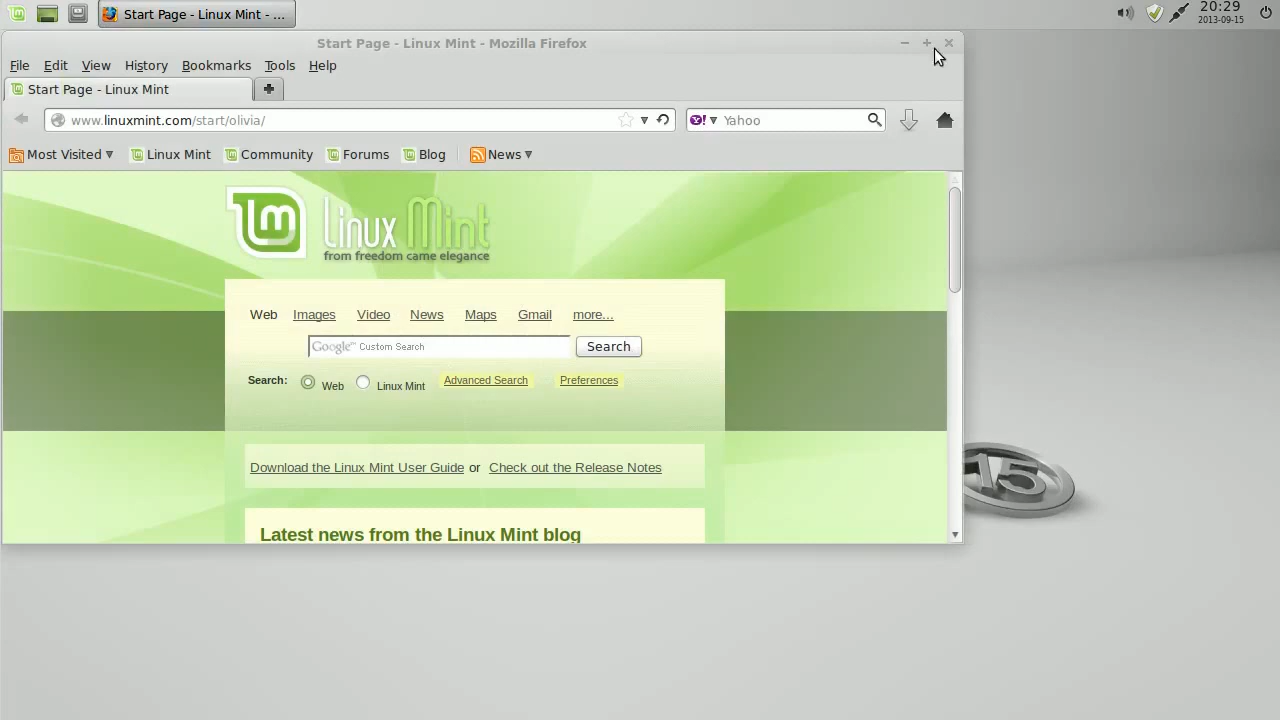 Start Page - Linux Mint - ...
20:29
2013-09-15
Start Page - Linux Mint - Mozilla Firefox
File Edit View History Bookmarks Tools Help
Start Page - Linux Mint
www.linuxmint.com/start/olivia/
Yahoo
Most Visited Linux Mint Community Forums Blog News
Linux Mint
from freedom came elegance
Web Images Video News Maps Gmail more...
Google™ Custom Search Search
Search: Web Linux Mint Advanced Search Preferences
Download the Linux Mint User Guide or Check out the Release Notes
15
Latest news from the Linux Mint blog